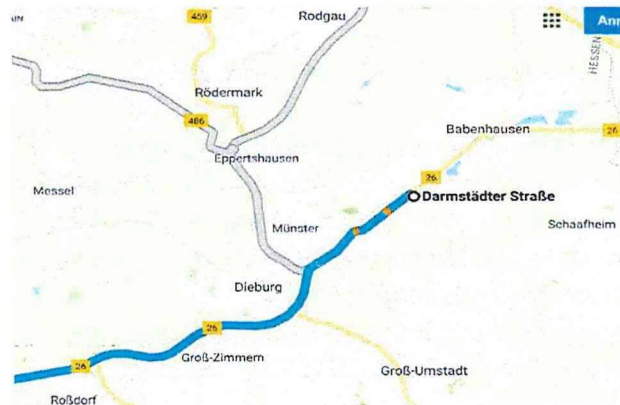 459
Rodgau
Anr
HESSEN
Rödermark
486
Babenhausen
26
Eppertshausen
26
Messel
Darmstädter Straße
Münster
Schaafheim
Dieburg
26
Groß-Zimmern
26
Groß-Umstadt
Roßdorf